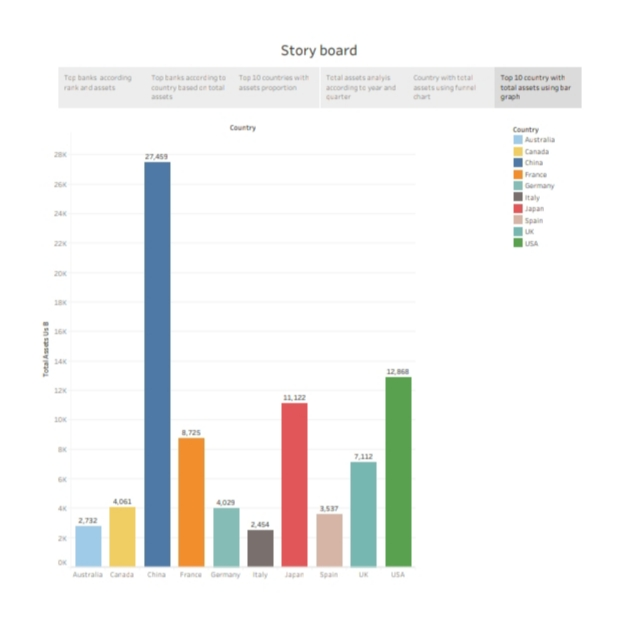 Story board
Top banks according
rank and assets
Top banks according to
country based on total
assets
Top 10 countries with
assets proportion
Total assets analyis
according to year and
quarter
Country with total
assets using funnel
chart
Top 10 country with
total assets using bar
graph
Country
Country
Australia
Canada
China
France
Germany
Italy
Japan
Spain
UK
USA
Total Assets Us B
28K
26K
24K
22K
20K
18K
16K
14K
12K
10K
8K
6K
4K
2K
0K
2,732
4,061
27,459
8,725
4,029
2,454
11,122
3,537
7,112
12,868
Australia
Canada
China
France
Germany
Italy
Japan
Spain
UK
USA